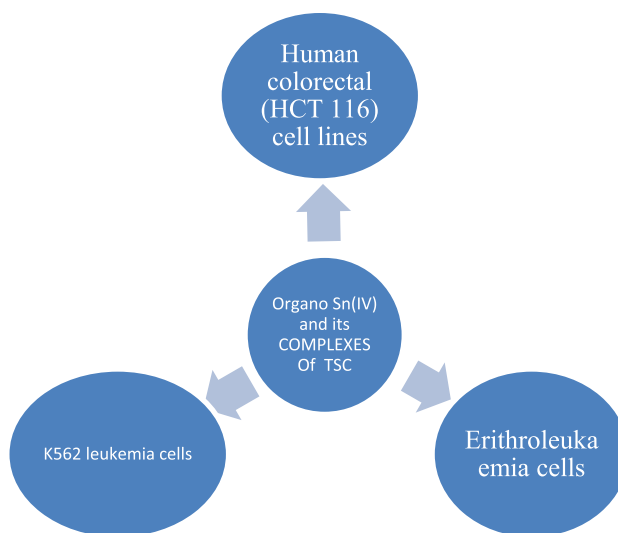 Human
colorectal
(HCT 116)
cell lines
Organo Sn(IV)
and its
COMPLEXES
Of TSC
K562 leukemia cells
Erithroleuka
emia cells